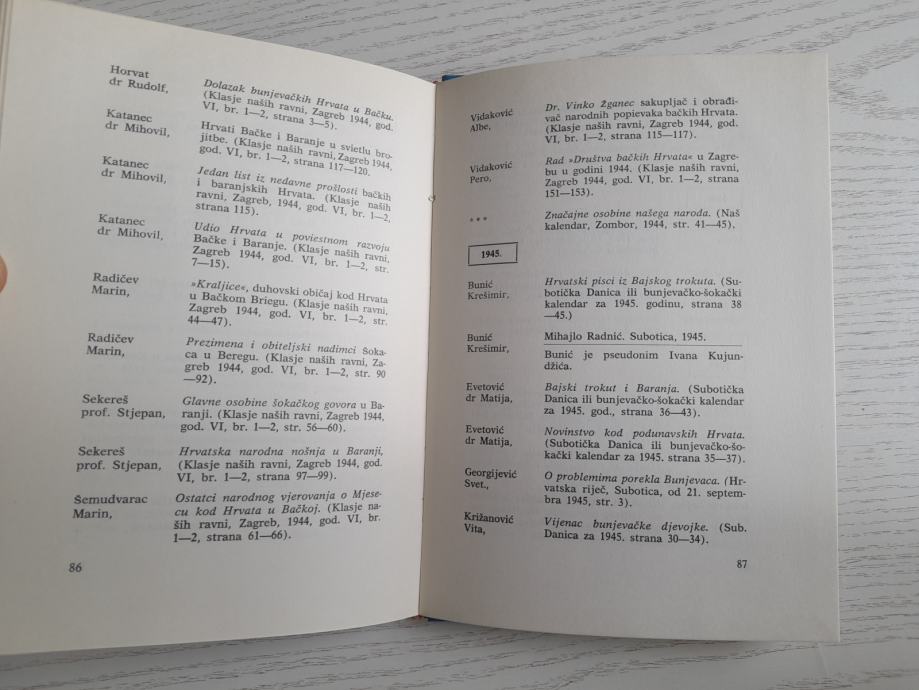 Horvat
dr Rudolf,
Dolazak bunjevačkih Hrvata u Bačku.
(Klasje naših ravni, Zagreb 1944, god.
VI, br. 1—2, strana 3—5).
Katanec
dr Mihovil,
Hrvati Bačke i Baranje u svietlu bro-
jitbe. (Klasje naših ravni, Zagreb 1944,
god. VI, br. 1—2, strana 117—120.
Katanec
dr Mihovil,
Jedan list iz nedavne prošlosti bačkih
i baranjskih Hrvata. (Klasje naših
ravni, Zagreb, 1944, god. VI, br. 1—2,
strana 115).
Katanec
dr Mihovil,
Udio Hrvata u poviestnom razvoju
Bačke i Baranje. (Klasje naših ravni,
Zagreb 1944, god. VI, br. 1—2, str.
7—15).
Radičev
Marin,
»Kraljice«, duhovski običaj kod Hrvata
u Bačkom Briegu. (Klasje naših ravni,
Zagreb 1944, god. VI, br. 1—2, str.
44—47).
Radičev
Marin,
Prezimena i obiteljski nadimci Šoka-
ca u Beregu. (Klasje naših ravni, Za-
greb 1944, god. VI, br. 1—2, str. 90
—92).
Sekereš
prof. Stjepan,
Glavne osobine šokačkog govora u Ba-
ranji. (Klasje naših ravni, Zagreb 1944,
god. VI, br. 1—2, str. 56—60).
Sekereš
prof. Stjepan,
Hrvatska narodna nošnja u Baranji,
(Klasje naših ravni, Zagreb 1944, god.
VI, br. 1—2, strana 97—99).
Šemudvarac
Marin,
Ostatci narodnog vjerovanja o Mjese-
cu kod Hrvata u Bačkoj. (Klasje na-
ših ravni, Zagreb, 1944, god. VI, br.
1—2, strana 61—66).
86
Vidaković
Albe,
Dr. Vinko Žganec sakupljač i obrađi-
vač narodnih popievaka bačkih Hrvata.
(Klasje naših ravni, Zagreb 1944, god.
VI, br. 1—2, strana 115—117).
Vidaković
Pero,
Rad »Društva bačkih Hrvata« u Zagre-
bu u godini 1944. (Klasje naših ravni,
Zagreb 1944, god. VI, br. 1—2, strana
151—153).
* * *
Značajne osobine našega naroda. (Naš
kalendar, Zombor, 1944, str. 41—45).
1945.
Bunić
Krešimir,
Hrvatski pisci iz Bajskog trokuta. (Su-
botička Danica ili bunjevačko-šokački
kalendar za 1945. godinu, strana 38
—45.)
Bunić
Krešimir,
Mihajlo Radnić. Subotica, 1945.
Bunić je pseudonim Ivana Kujun-
džića.
Evetović
dr Matija,
Bajski trokut i Baranja. (Subotička
Danica ili bunjevačko-šokački kalendar
za 1945. god., strana 36—43).
Evetović
dr Matija,
Novinstvo kod podunavskih Hrvata.
(Subotička Danica ili bunjevačko-šo-
kački kalendar za 1945. strana 35—37).
Georgijević
Svet.,
O problemima porekla Bunjevaca. (Hr-
vatska riječ, Subotica, od 21. septem-
bra 1945, str. 3).
Križanović
Vita,
Vijenac bunjevačke djevojke. (Sub.
Danica za 1945. strana 30—34).
87